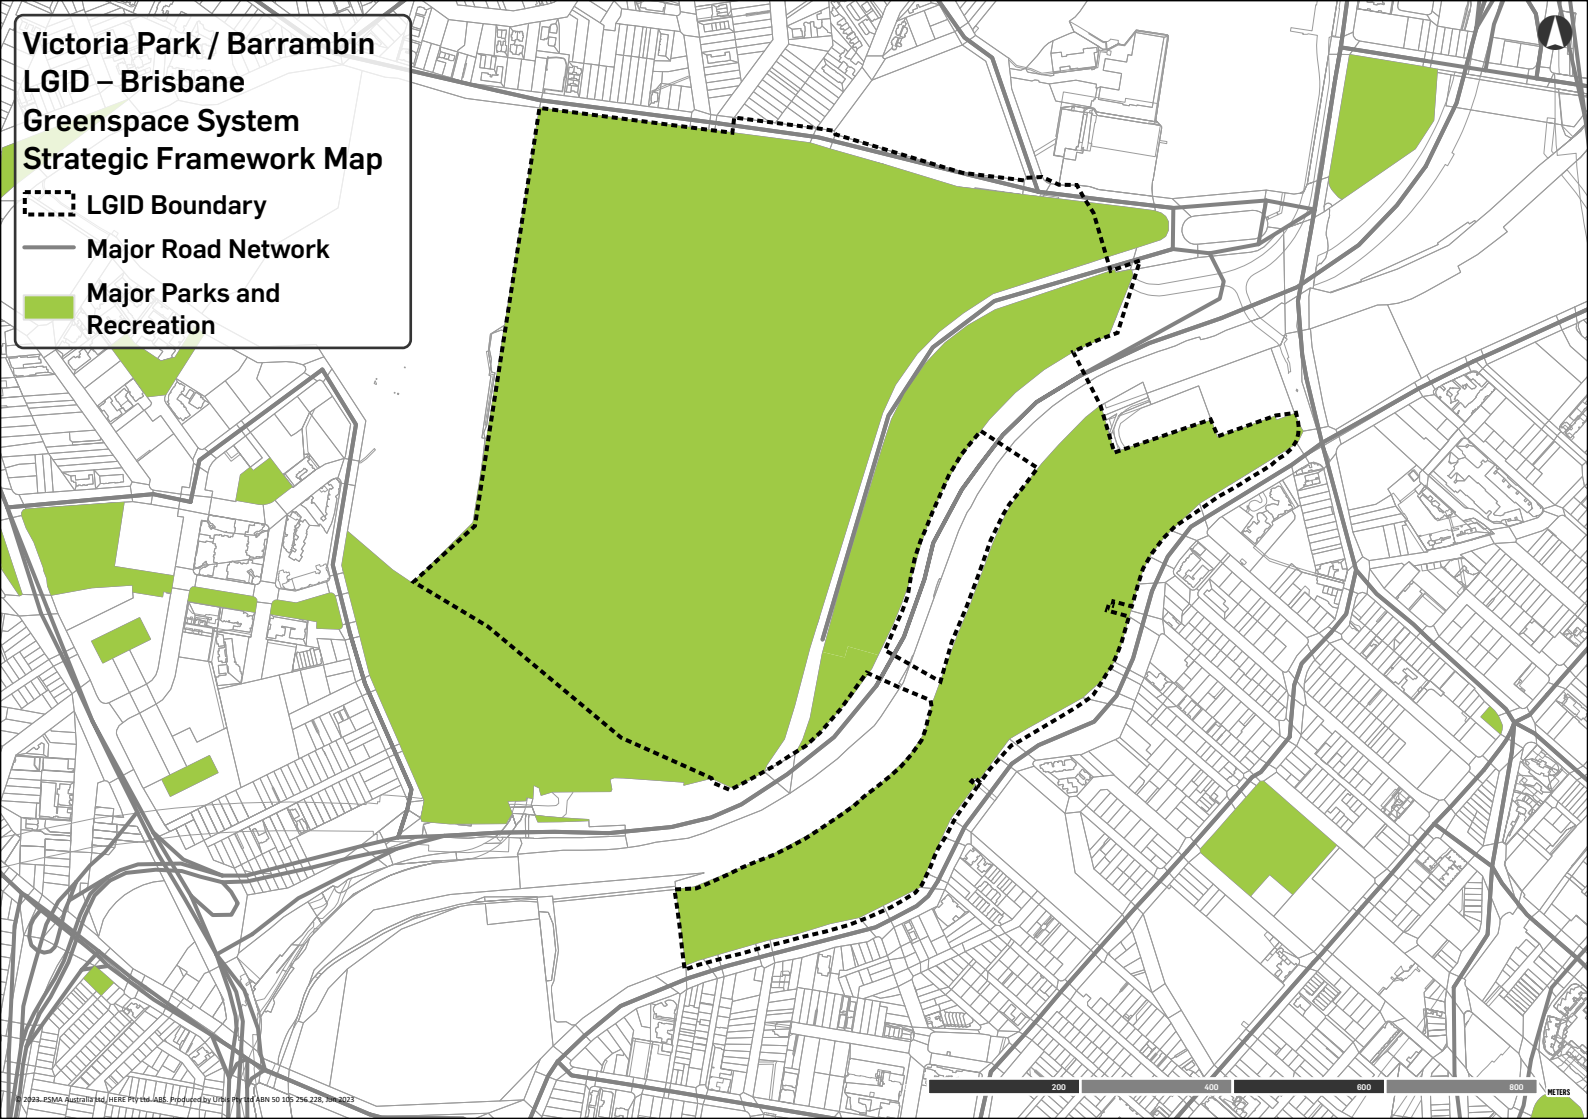 Victoria Park / Barrambin
LGID – Brisbane
Greenspace System
Strategic Framework Map
LGID Boundary
Major Road Network
Major Parks and
Recreation
200
400
600
800
METERS
© 2023. PSMA Australia Ltd, HERE Pty Ltd. ABS. Produced by Urbis Pty Ltd ABN 50 105 256 228, Jun 2023